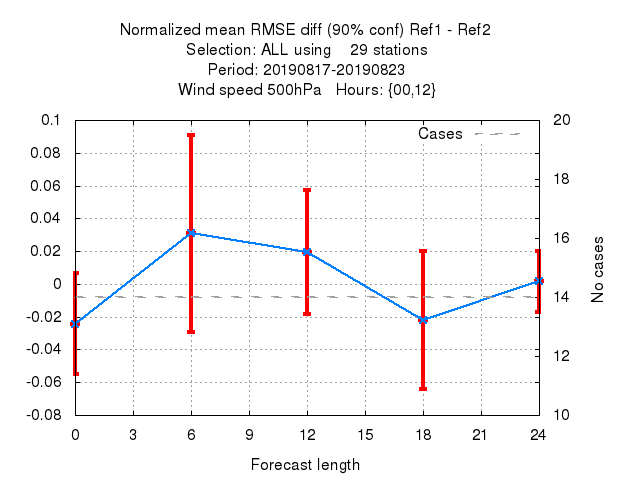 Normalized mean RMSE diff (90% conf) Ref1 - Ref2
Selection: ALL using    29 stations
Period: 20190817-20190823
Wind speed 500hPa   Hours: {00,12}
0.1
0.08
0.06
0.04
0.02
0
-0.02
-0.04
-0.06
-0.08
Cases
20
18
16
14
12
10
No cases
0 3 6 9 12 15 18 21 24
Forecast length